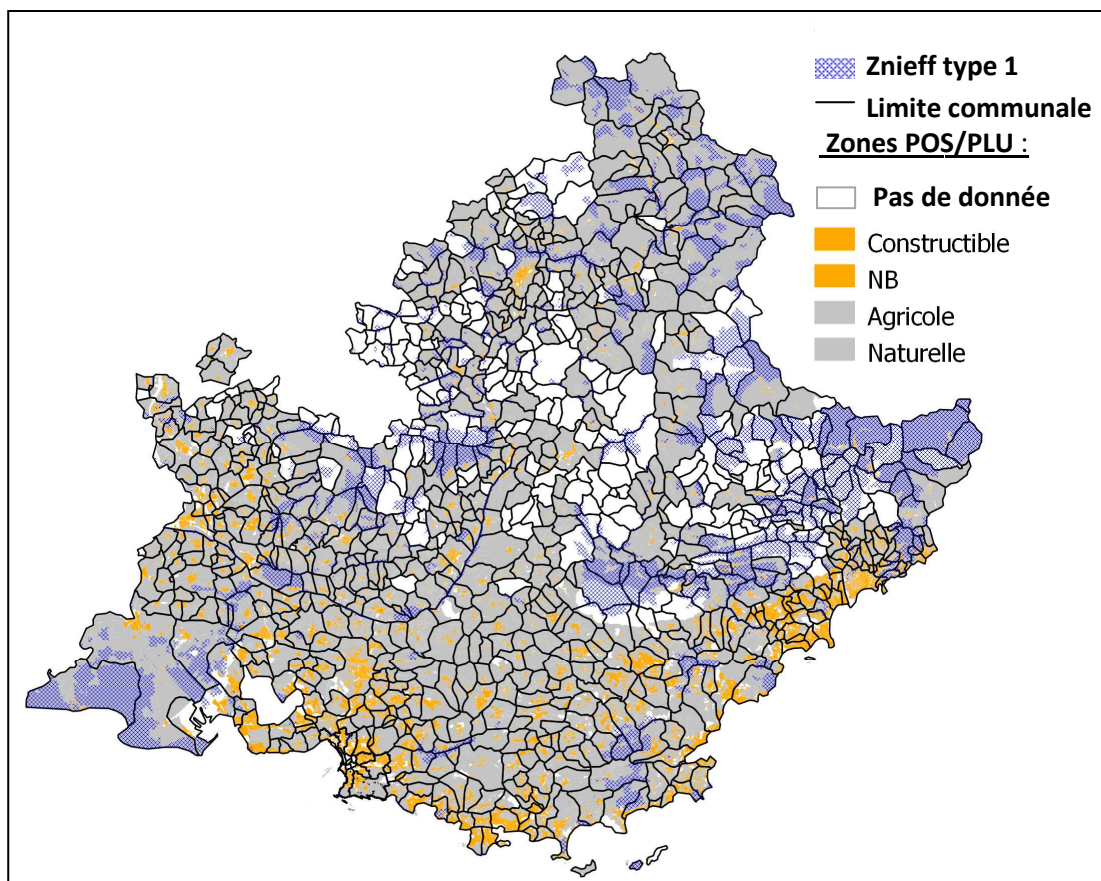 Znieff type 1
Limite communale
Zones POS/PLU :
Pas de donnée
Constructible
NB
Agricole
Naturelle